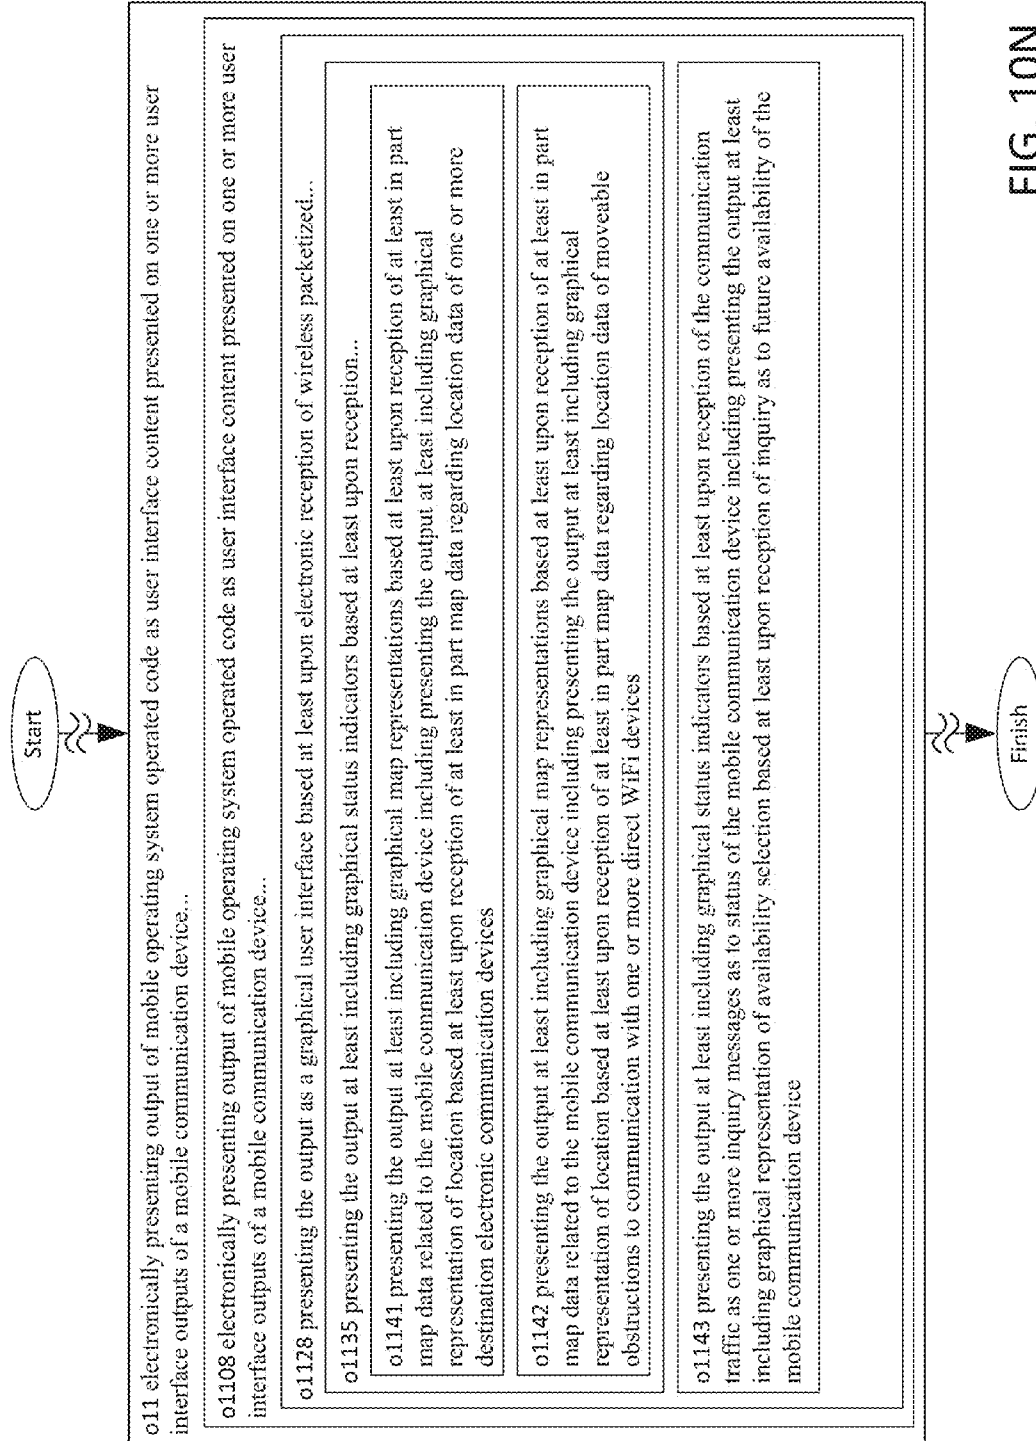 Start
o11 electronically presenting output of mobile operating system operated code as user interface content presented on one or more user
interface outputs of a mobile communication device...
o1108 electronically presenting output of mobile operating system operated code as user interface content presented on one or more user
interface outputs of a mobile communication device...
o1128 presenting the output as a graphical user interface based at least upon electronic reception of wireless packetized...
o1135 presenting the output at least including graphical status indicators based at least upon reception...
o1141 presenting the output at least including graphical map representations based at least upon reception of at least in part
map data related to the mobile communication device including presenting the output at least including graphical
representation of location based at least upon reception of at least in part map data regarding location data of one or more
destination electronic communication devices
o1142 presenting the output at least including graphical map representations based at least upon reception of at least in part
map data related to the mobile communication device including presenting the output at least including graphical
representation of location based at least upon reception of at least in part map data regarding location data of moveable
obstructions to communication with one or more direct WiFi devices
o1143 presenting the output at least including graphical status indicators based at least upon reception of the communication
traffic as one or more inquiry messages as to status of the mobile communication device including presenting the output at least
including graphical representation of availability selection based at least upon reception of inquiry as to future availability of the
mobile communication device
Finish
FIG. 10N